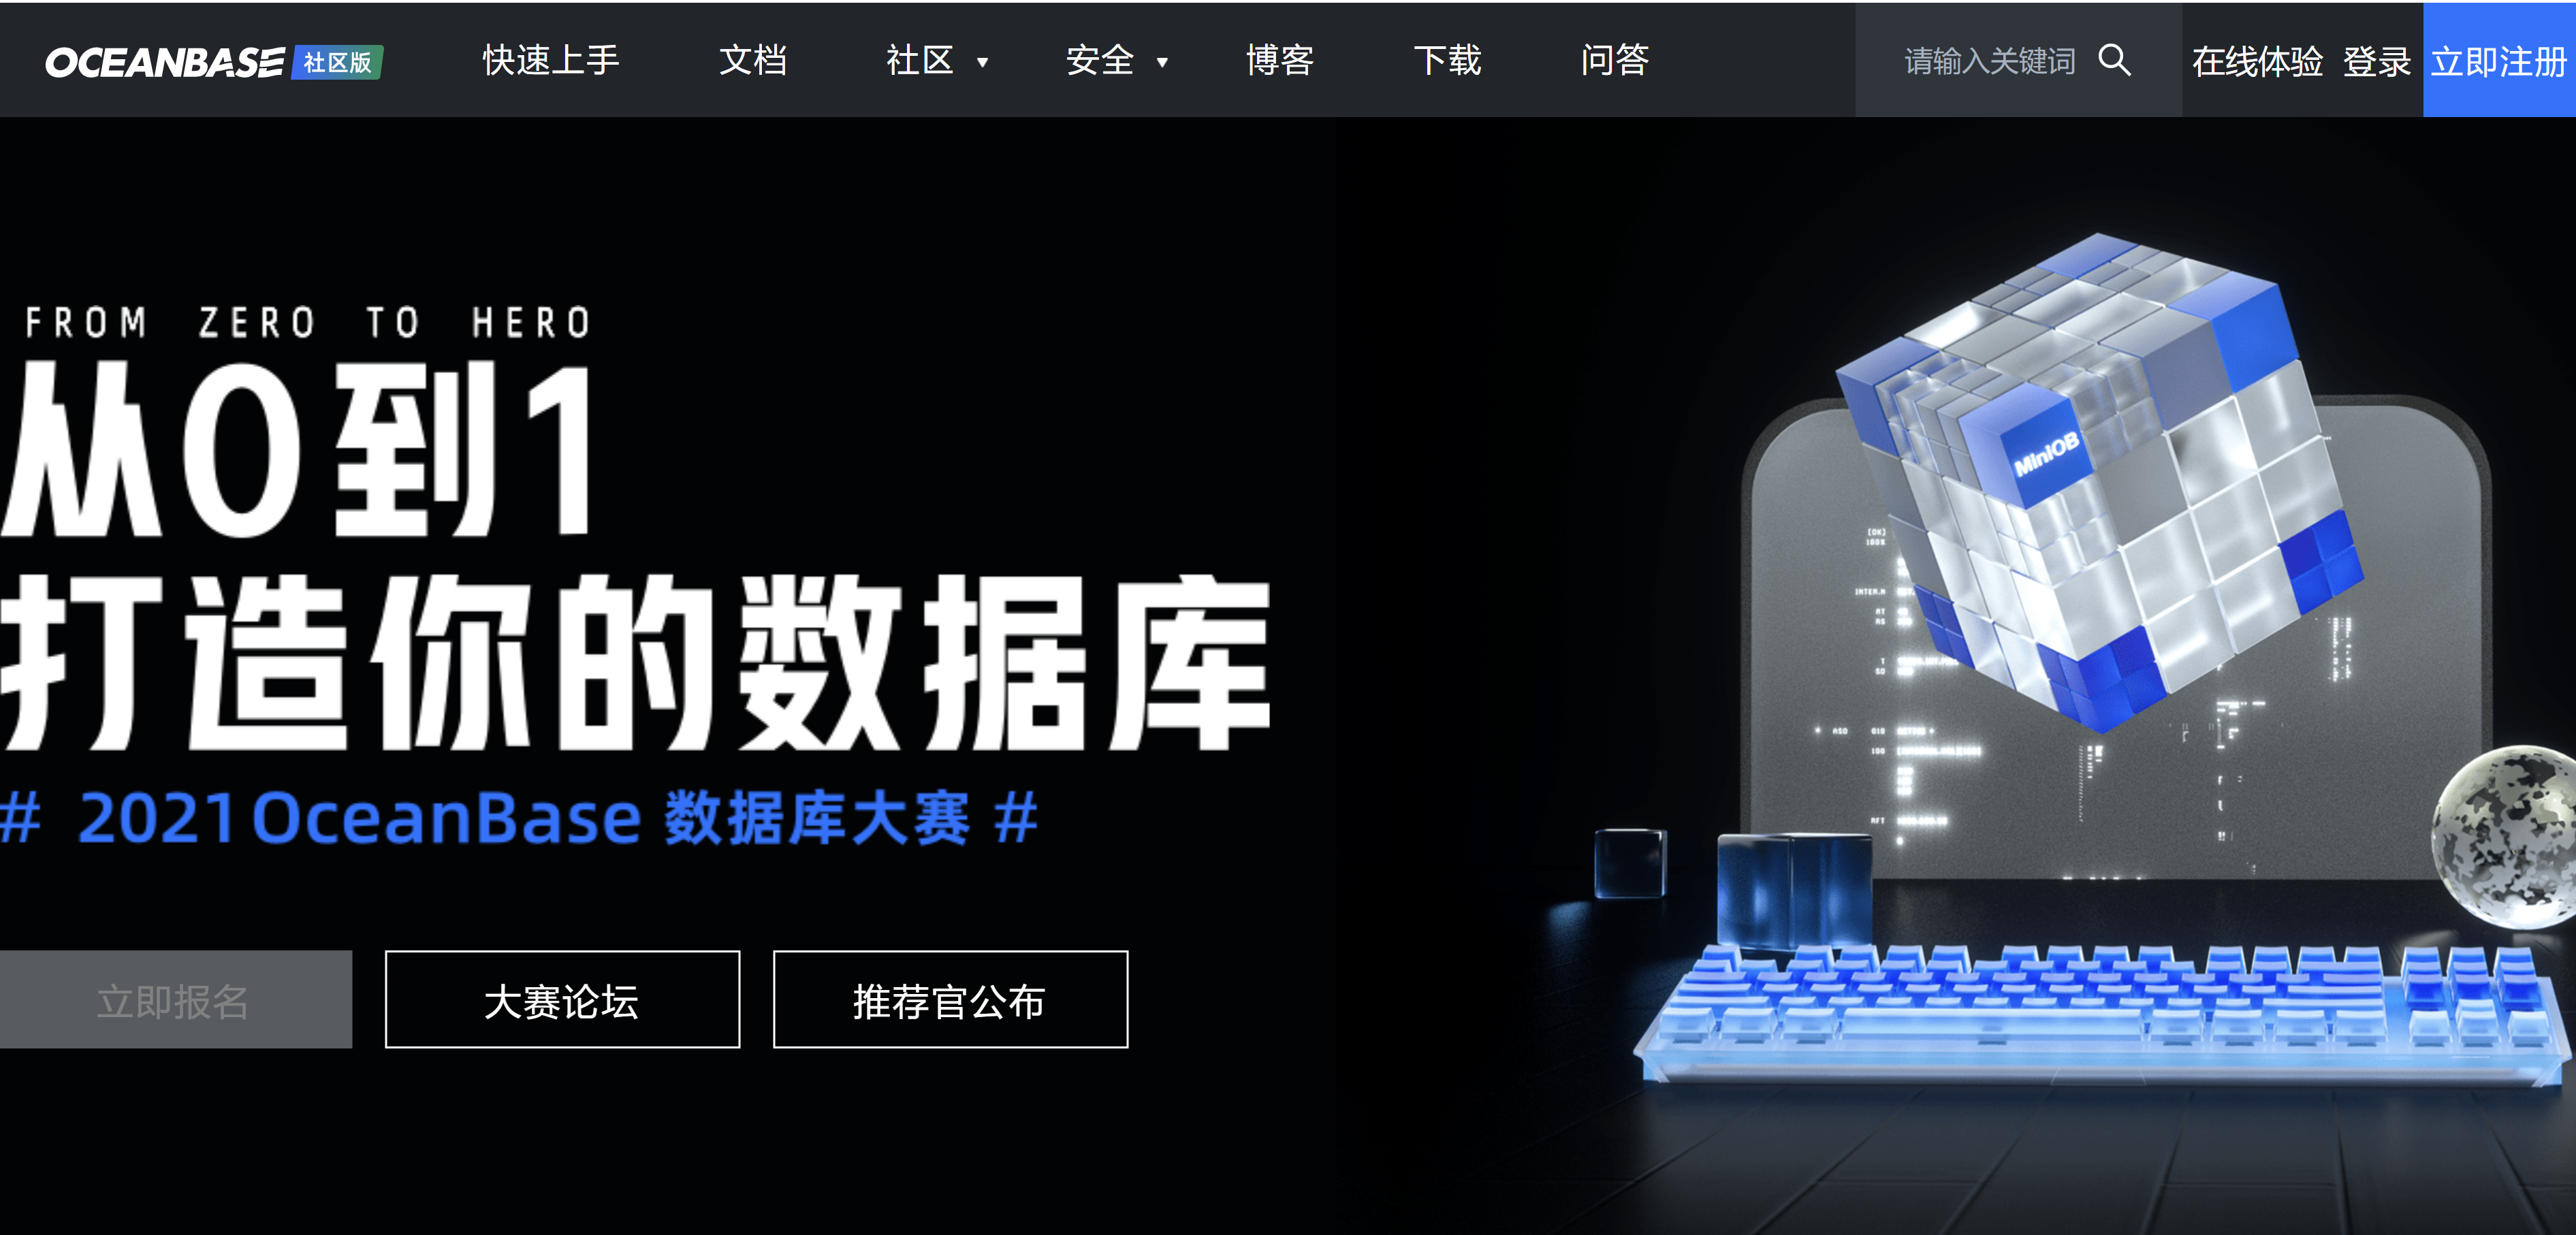 OCEANBASE 社区版 快速上手 文档 社区 ▾ 安全 ▾ 博客 下载 问答 请输入关键词 在线体验 登录 立即注册
FROM ZERO TO HERO
从0到1
打造你的数据库
# 2021 OceanBase 数据库大赛 #
立即报名 大赛论坛 推荐官公布
MiniOB
[OK]
100%